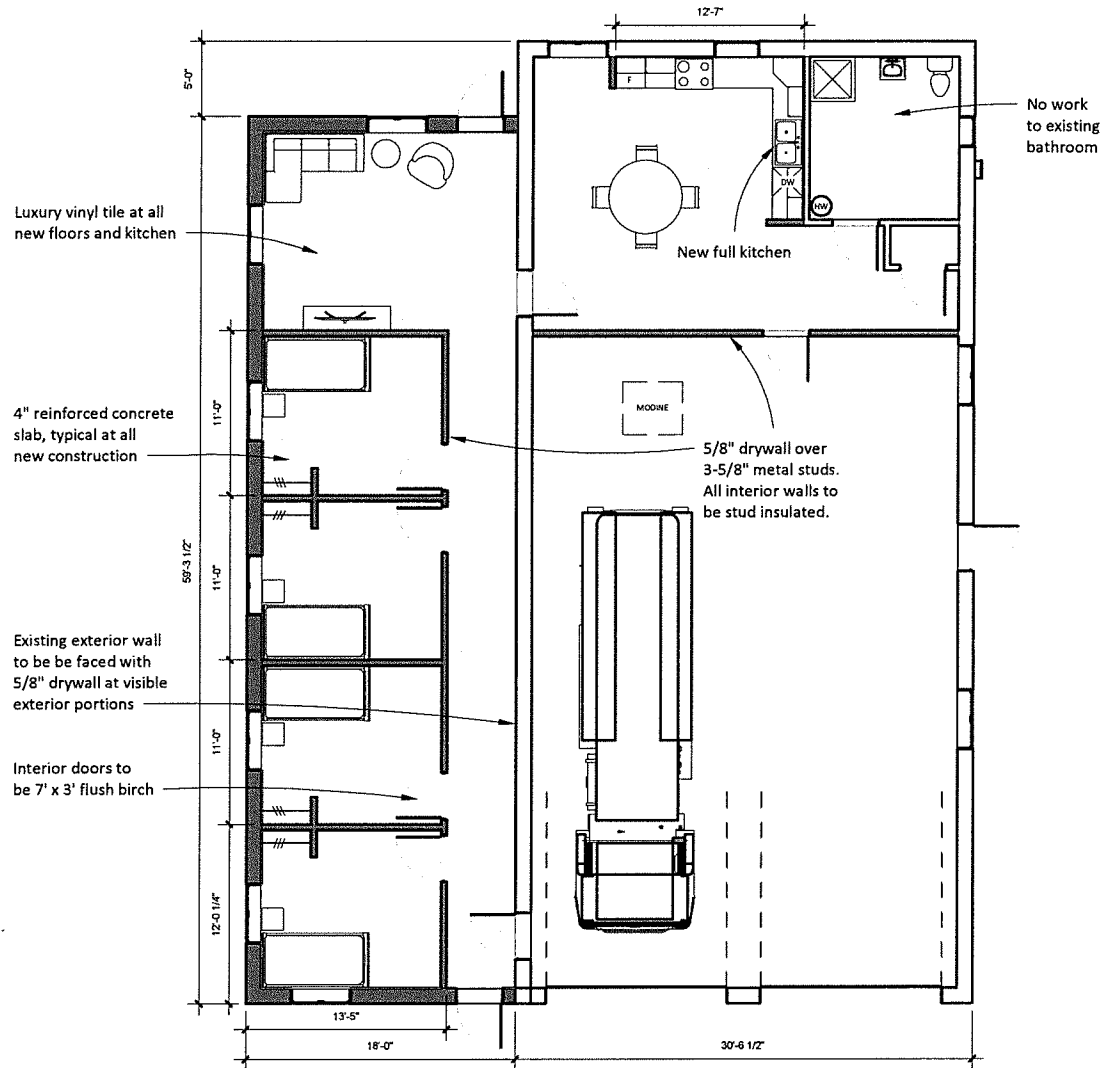 12'-7"
5'-0"
No work
to existing
bathroom
F
DW
HW
Luxury vinyl tile at all
new floors and kitchen
New full kitchen
MODINE
4" reinforced concrete
slab, typical at all
new construction
11'-0"
5/8" drywall over
3-5/8" metal studs.
All interior walls to
be stud insulated.
59'-3 1/2"
11'-0"
Existing exterior wall
to be be faced with
5/8" drywall at visible
exterior portions
11'-0"
Interior doors to
be 7' x 3' flush birch
12'-0 1/4"
13'-5"
18'-0"
30'-6 1/2"